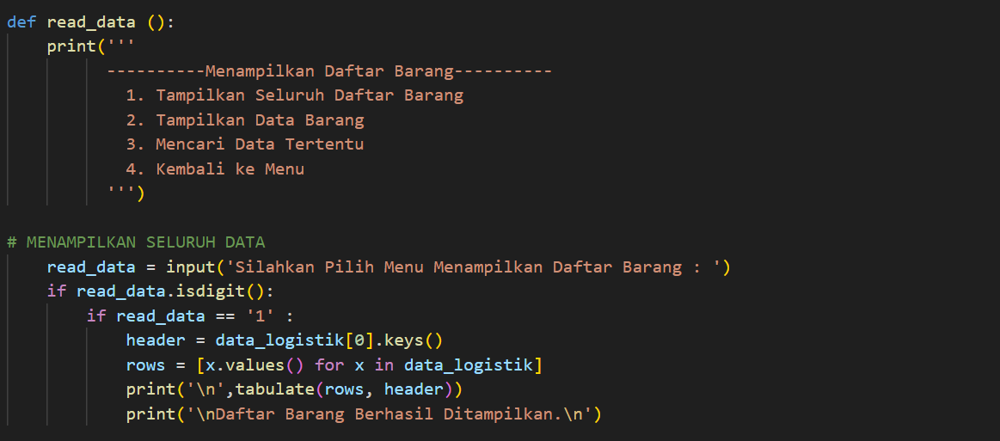 def read_data ():
    print('''
          ----------Menampilkan Daftar Barang----------
            1. Tampilkan Seluruh Daftar Barang
            2. Tampilkan Data Barang
            3. Mencari Data Tertentu
            4. Kembali ke Menu
          ''')
# MENAMPILKAN SELURUH DATA
    read_data = input('Silahkan Pilih Menu Menampilkan Daftar Barang : ')
    if read_data.isdigit():
        if read_data == '1' :
            header = data_logistik[0].keys()
            rows = [x.values() for x in data_logistik]
            print('\n',tabulate(rows, header))
            print('\nDaftar Barang Berhasil Ditampilkan.\n')